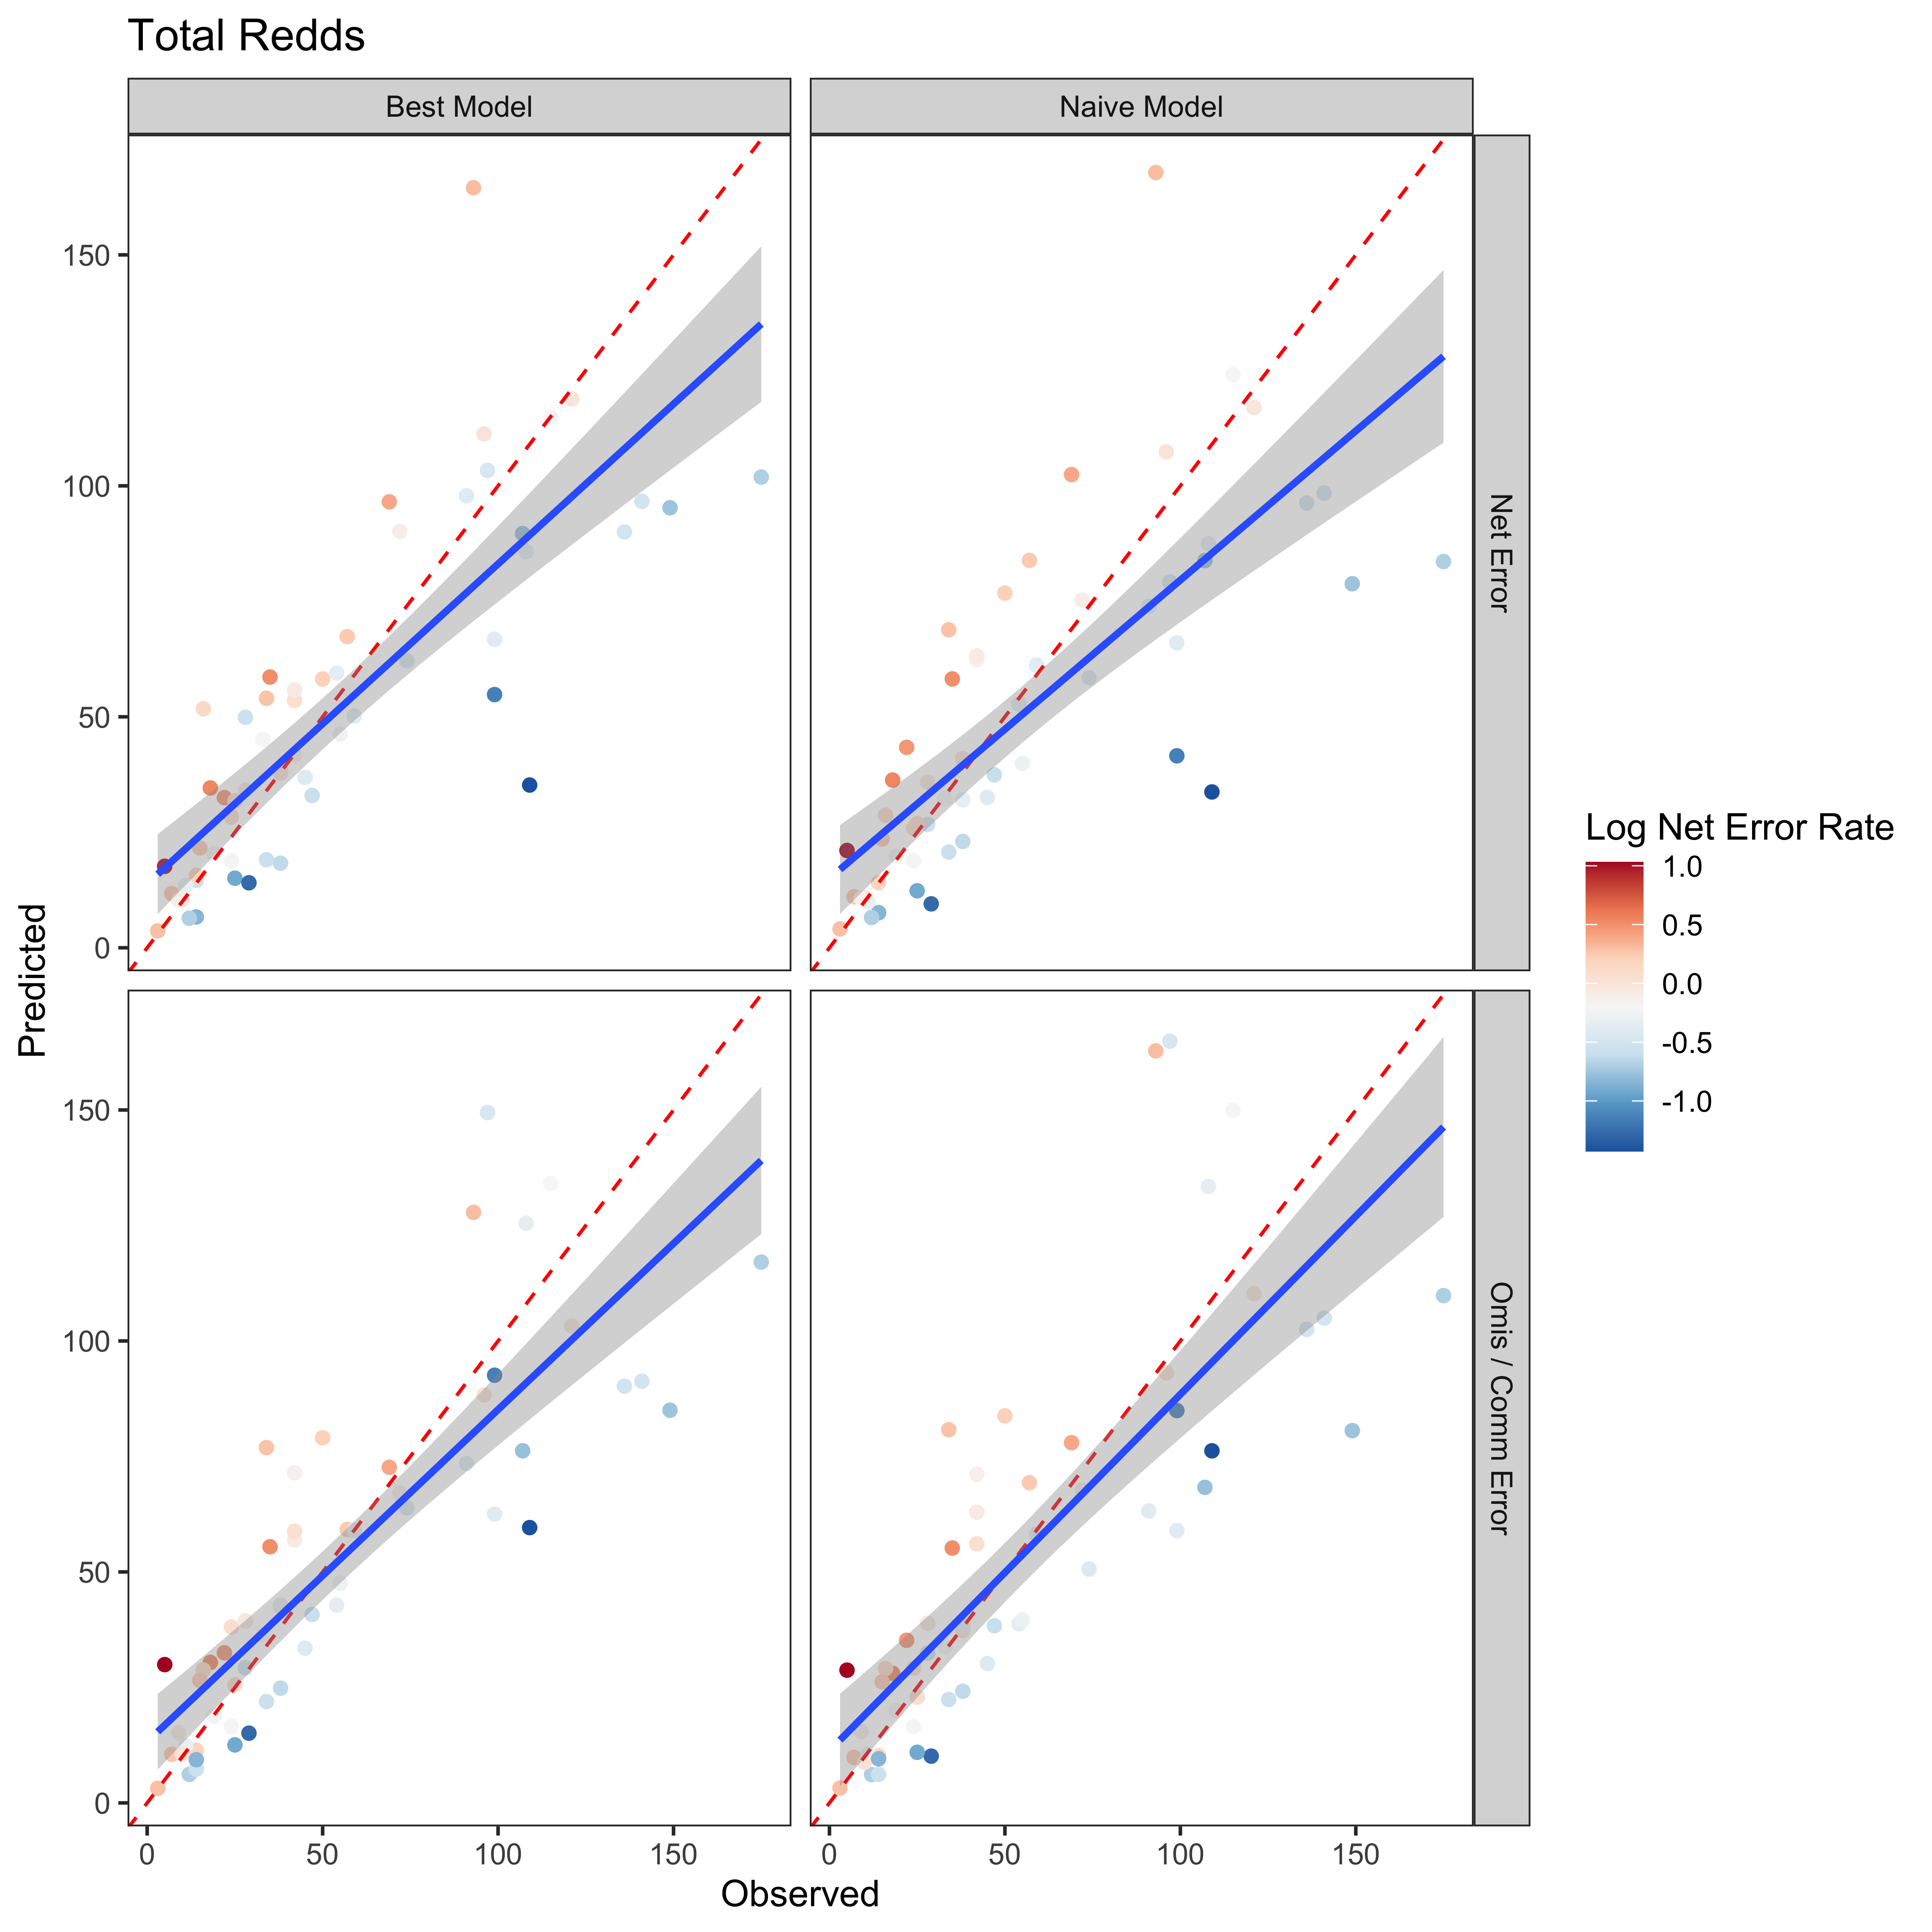 Total Redds
Best Model
Naive Model
150
100
50
0
Net Error
150
100
50
0
Omis / Comm Error
Predicted
0
50
100
150
0
50
100
150
Observed
Log Net Error Rate
1.0
0.5
0.0
-0.5
-1.0